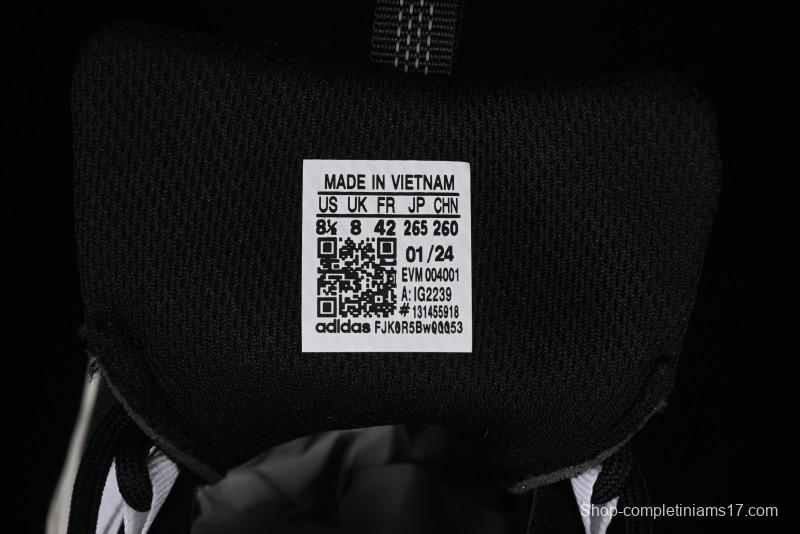 MADE IN VIETNAM
US UK FR JP CHN
8½ 8 42 265 260
01/24
EVM 004001
A: IG2239
# 131455918
adidas FJK0R5BwQQQ53
Shop-completiniams17.com